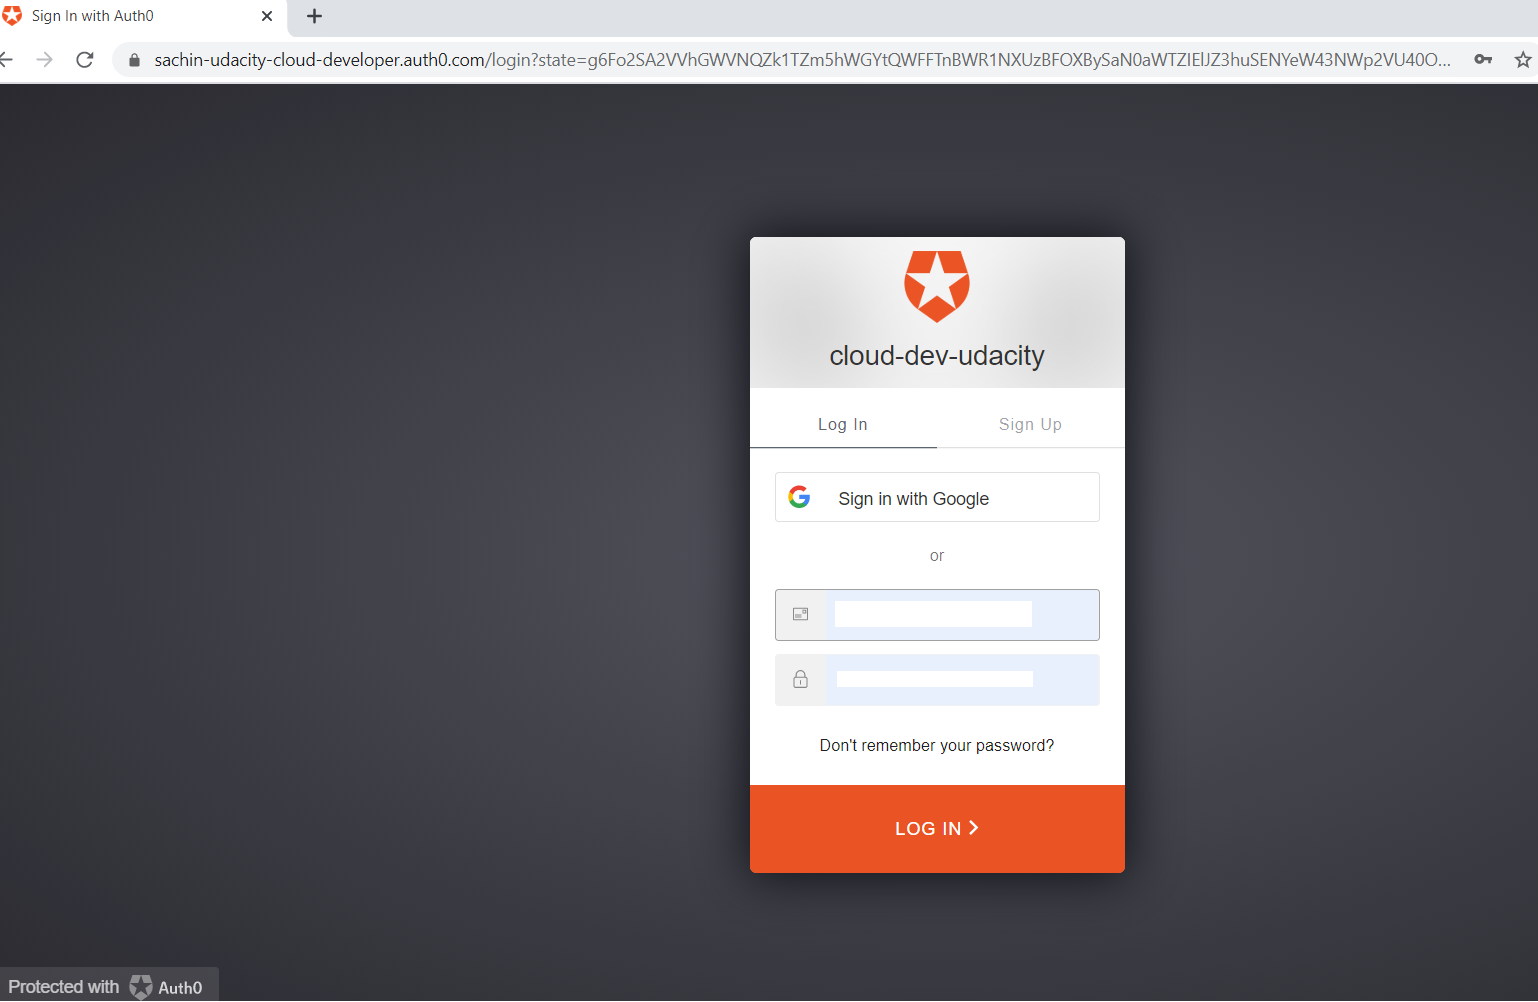 Sign In with Auth0
sachin-udacity-cloud-developer.auth0.com/login?state=g6Fo2SA2VVhGWVNQZk1TZm5hWGYtQWFFTnBWR1NXUzBFOXBySaN0aWTZIElJZ3huSENYeW43NWp2VU40O...
cloud-dev-udacity
Log In
Sign Up
Sign in with Google
or
Don't remember your password?
LOG IN
Protected with Auth0